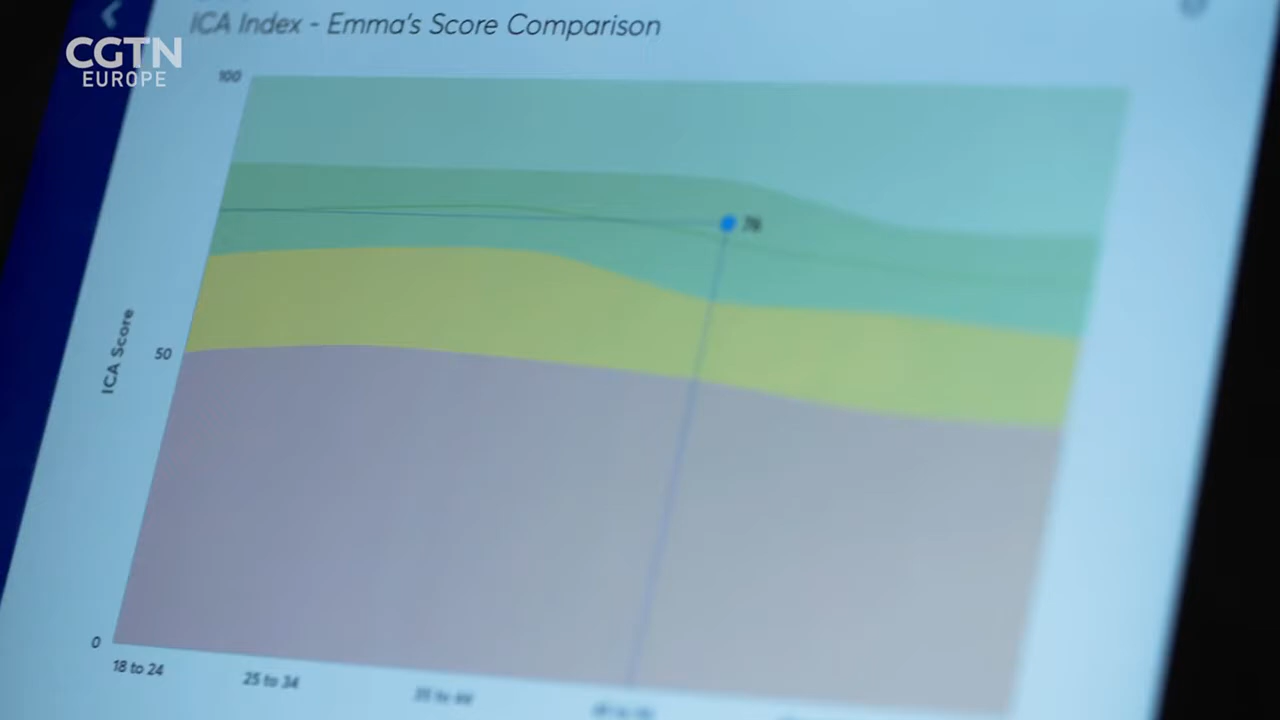 ICA Index - Emma's Score Comparison
CGTN
EUROPE
100
ICA Score
50
0
18 to 24
25 to 34